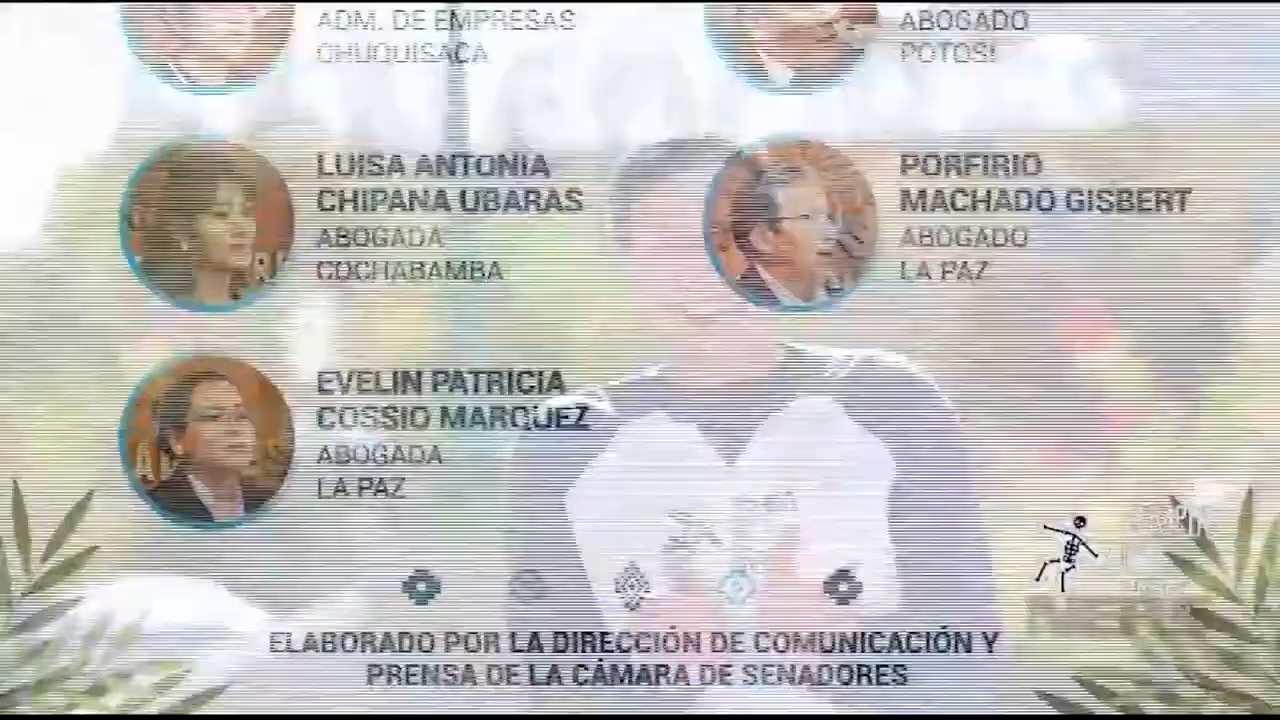 ADM. DE EMPRESAS
CHUQUISACA
ABOGADO
POTOSÍ
LUISA ANTONIA
CHIPANA UBARAS
ABOGADA
COCHABAMBA
PORFIRIO
MACHADO GISBERT
ABOGADO
LA PAZ
EVELIN PATRICIA
COSSIO MARQUEZ
ABOGADA
LA PAZ
ELABORADO POR LA DIRECCIÓN DE COMUNICACIÓN Y
PRENSA DE LA CÁMARA DE SENADORES